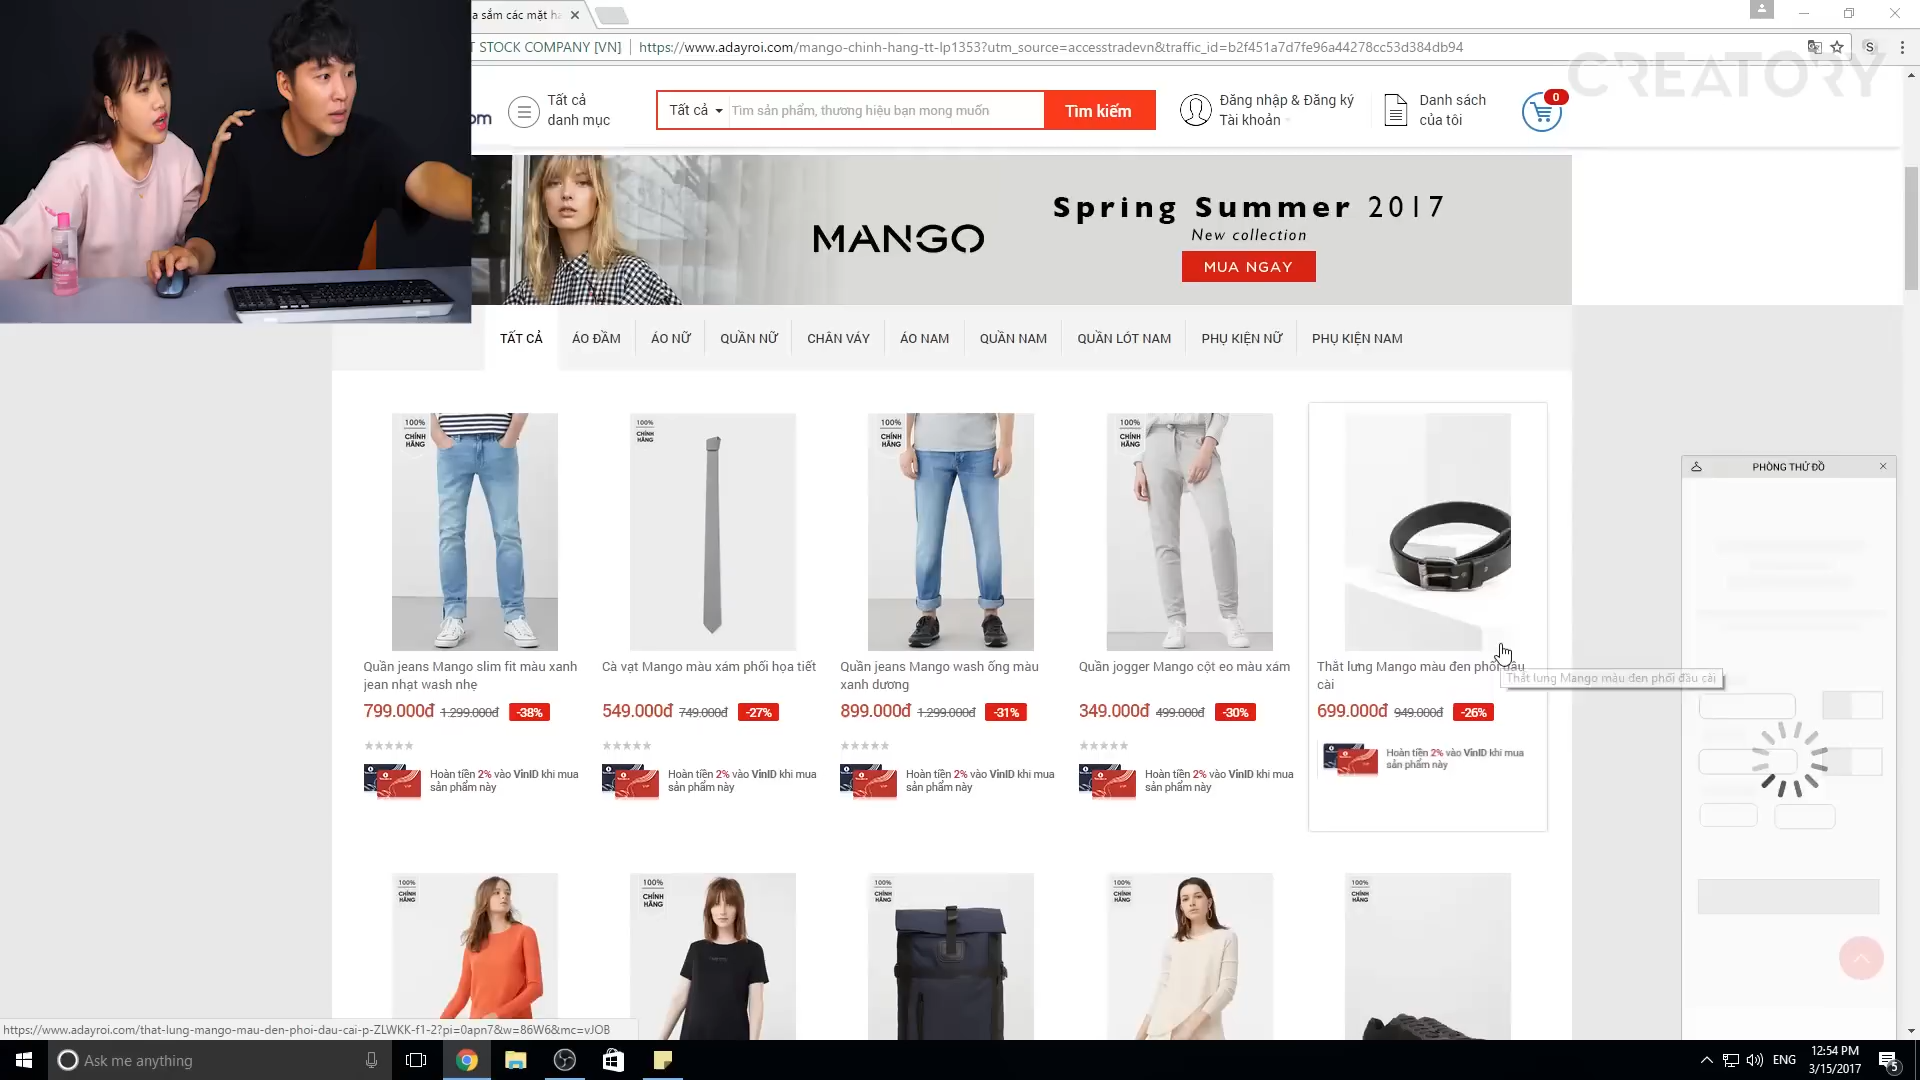 a sắm các mặt hà
T STOCK COMPANY [VN]
https://www.adayroi.com/mango-chinh-hang-tt-lp1353?utm_source=accesstradevn&traffic_id=b2f451a7d7fe96a44278cc53d384db94
S
CREATORY
om
Tất cả
danh mục
Tất cả
Tìm sản phẩm, thương hiệu bạn mong muốn
Tìm kiếm
Đăng nhập & Đăng ký
Tài khoản
Danh sách
của tôi
0
MANGO
Spring Summer 2017
New collection
MUA NGAY
TẤT CẢ
ÁO ĐẦM
ÁO NỮ
QUẦN NỮ
CHÂN VÁY
ÁO NAM
QUẦN NAM
QUẦN LÓT NAM
PHỤ KIỆN NỮ
PHỤ KIỆN NAM
100%
CHÍNH
HÃNG
100%
CHÍNH
HÃNG
100%
CHÍNH
HÃNG
100%
CHÍNH
HÃNG
PHÒNG THỬ ĐỒ
Quần jeans Mango slim fit màu xanh
jean nhạt wash nhẹ
799.000đ 1.299.000đ -38%
Hoàn tiền 2% vào VinID khi mua
sản phẩm này
Cà vạt Mango màu xám phối họa tiết
549.000đ 749.000đ -27%
Hoàn tiền 2% vào VinID khi mua
sản phẩm này
Quần jeans Mango wash ống màu
xanh dương
899.000đ 1.299.000đ -31%
Hoàn tiền 2% vào VinID khi mua
sản phẩm này
Quần jogger Mango cột eo màu xám
349.000đ 499.000đ -30%
Hoàn tiền 2% vào VinID khi mua
sản phẩm này
Thắt lưng Mango màu đen phối đầu
cài
699.000đ 949.000đ -26%
Hoàn tiền 2% vào VinID khi mua
sản phẩm này
Thắt lưng Mango màu đen phối đầu cài
100%
CHÍNH
HÃNG
100%
CHÍNH
HÃNG
100%
CHÍNH
HÃNG
100%
CHÍNH
HÃNG
100%
CHÍNH
HÃNG
https://www.adayroi.com/that-lung-mango-mau-den-phoi-dau-cai-p-ZLWKK-f1-2?pi=0apn7&w=86W6&mc=vJOB
Ask me anything
ENG
12:54 PM
3/15/2017
5